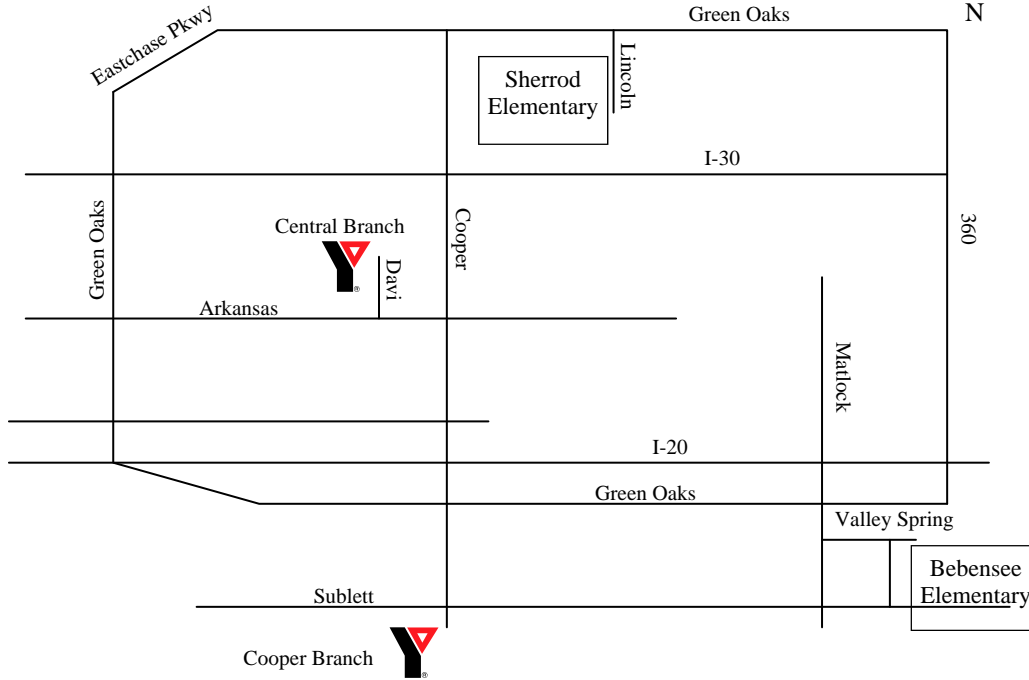 Green Oaks
N
Eastchase Pkwy
Lincoln
Sherrod
Elementary
I-30
Green Oaks
Central Branch
Cooper
360
Davi
®
Arkansas
Matlock
I-20
Green Oaks
Valley Spring
Bebensee
Elementary
Sublett
Cooper Branch
®